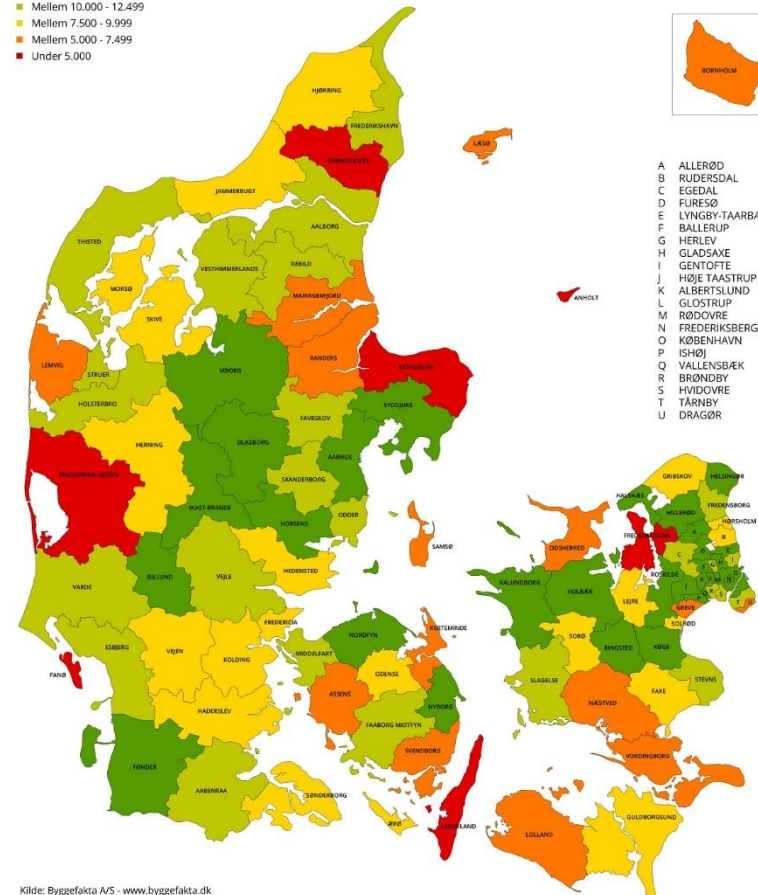 Mellem 10.000 - 12.499
Mellem 7.500 - 9.999
Mellem 5.000 - 7.499
Under 5.000
BORNHOLM
HJØRRING
FREDERIKSHAVN
BRØNDERSLEV
LÆSØ
JAMMERBUGT
AALBORG
THISTED
VESTHIMMERLANDS
REBILD
MORSØ
MARIAGERFJORD
SKIVE
ANHOLT
LEMVIG
RANDERS
NORDDJURS
VIBORG
STRUER
HOLSTERBRO
FAVRSKOV
SYDDJURS
HERNING
SILKEBORG
AARHUS
SKANDERBORG
RINGKØBING-SKJERN
IKAST-BRANDE
HORSENS
ODDER
SAMSØ
HEDENSTED
BILLUND
VEJLE
VARDE
FREDERICIA
ESBJERG
VEJEN
KOLDING
FANØ
HADERSLEV
TØNDER
AABENRAA
SØNDERBORG
NORDFYN
KERTEMINDE
MIDDELFART
ODENSE
ASSENS
NYBORG
FAABORG MIDTFYN
SVENDBORG
ÆRØ
LANGELAND
A ALLERØD
B RUDERSDAL
C EGEDAL
D FURESØ
E LYNGBY-TAARBÆ
F BALLERUP
G HERLEV
H GLADSAXE
I GENTOFTE
J HØJE TAASTRUP
K ALBERTSLUND
L GLOSTRUP
M RØDOVRE
N FREDERIKSBERG
O KØBENHAVN
P ISHØJ
Q VALLENSBÆK
R BRØNDBY
S HVIDOVRE
T TÅRNBY
U DRAGØR
GRIBSKOV
HELSINGØR
HALSNÆS
HILLERØD
FREDENSBORG
HØRSHOLM
ODSHERFED
FREDERIKSSUND
ROSKILDE
KALUNDBORG
HOLBÆK
LEJRE
GREVE
SOLRØD
SORØ
RINGSTED
KØGE
SLAGELSE
STEVNS
NÆSTVED
FAXE
VORDINGBORG
LOLLAND
GULDBORGSUND
Kilde: Byggefakta A/S - www.byggefakta.dk